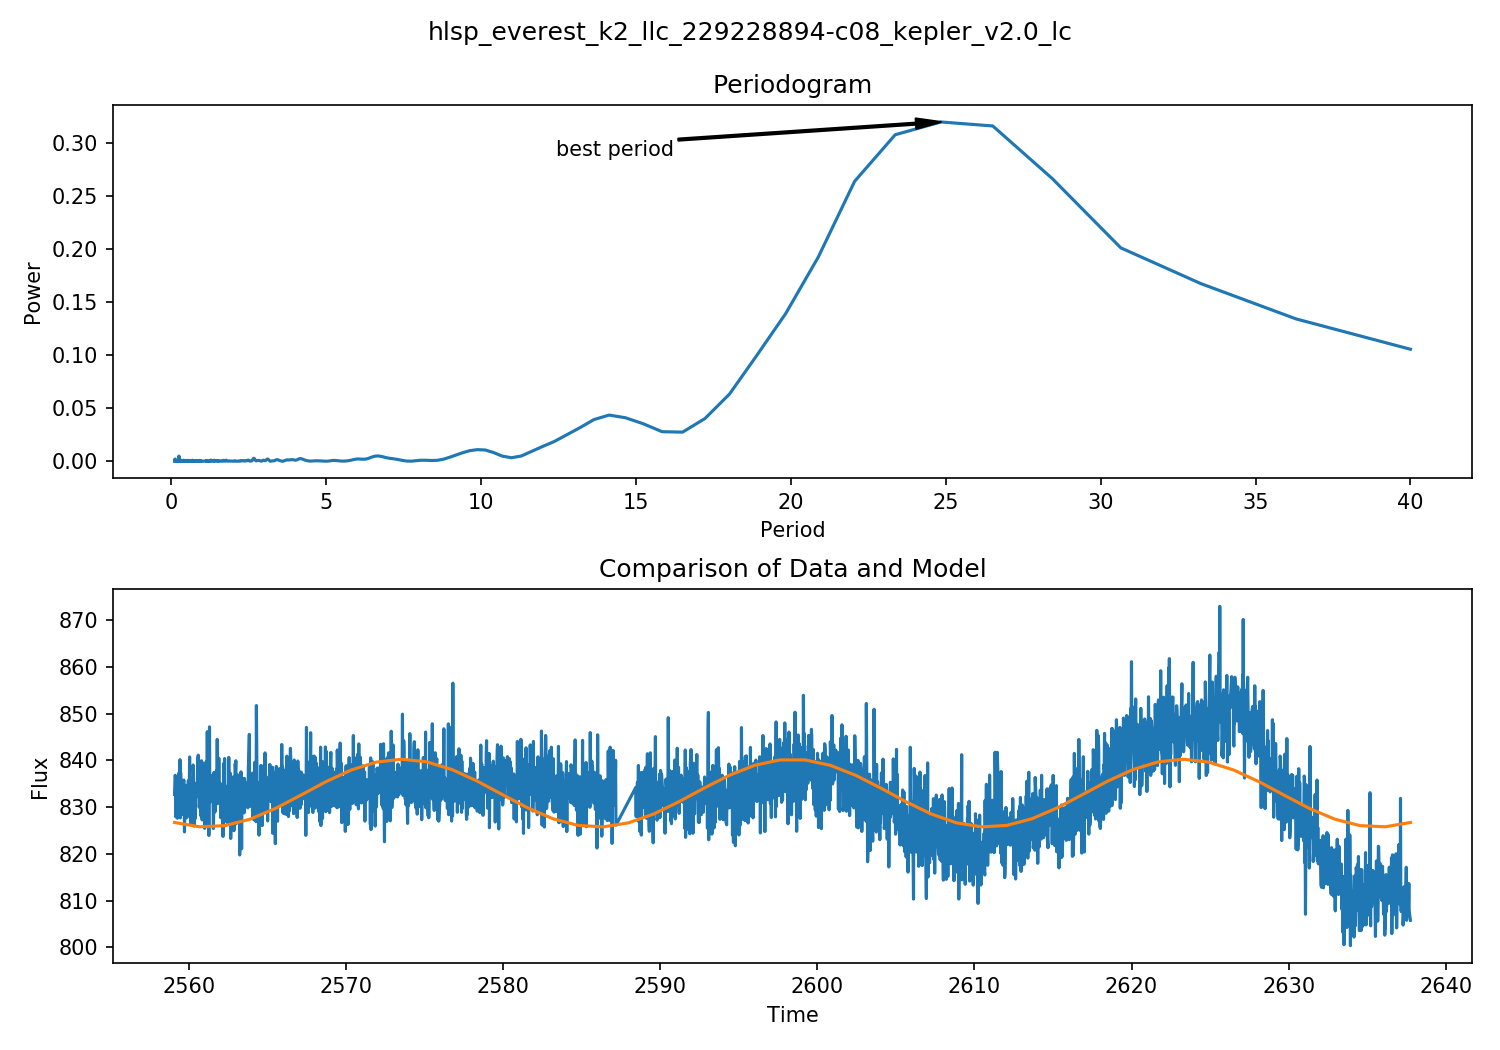 hlsp_everest_k2_llc_229228894-c08_kepler_v2.0_lc
Periodogram
best period
0.30
0.25
0.20
0.15
0.10
0.05
0.00
Power
0 5 10 15 20 25 30 35 40
Period
Comparison of Data and Model
870
860
850
840
830
820
810
800
Flux
2560 2570 2580 2590 2600 2610 2620 2630 2640
Time